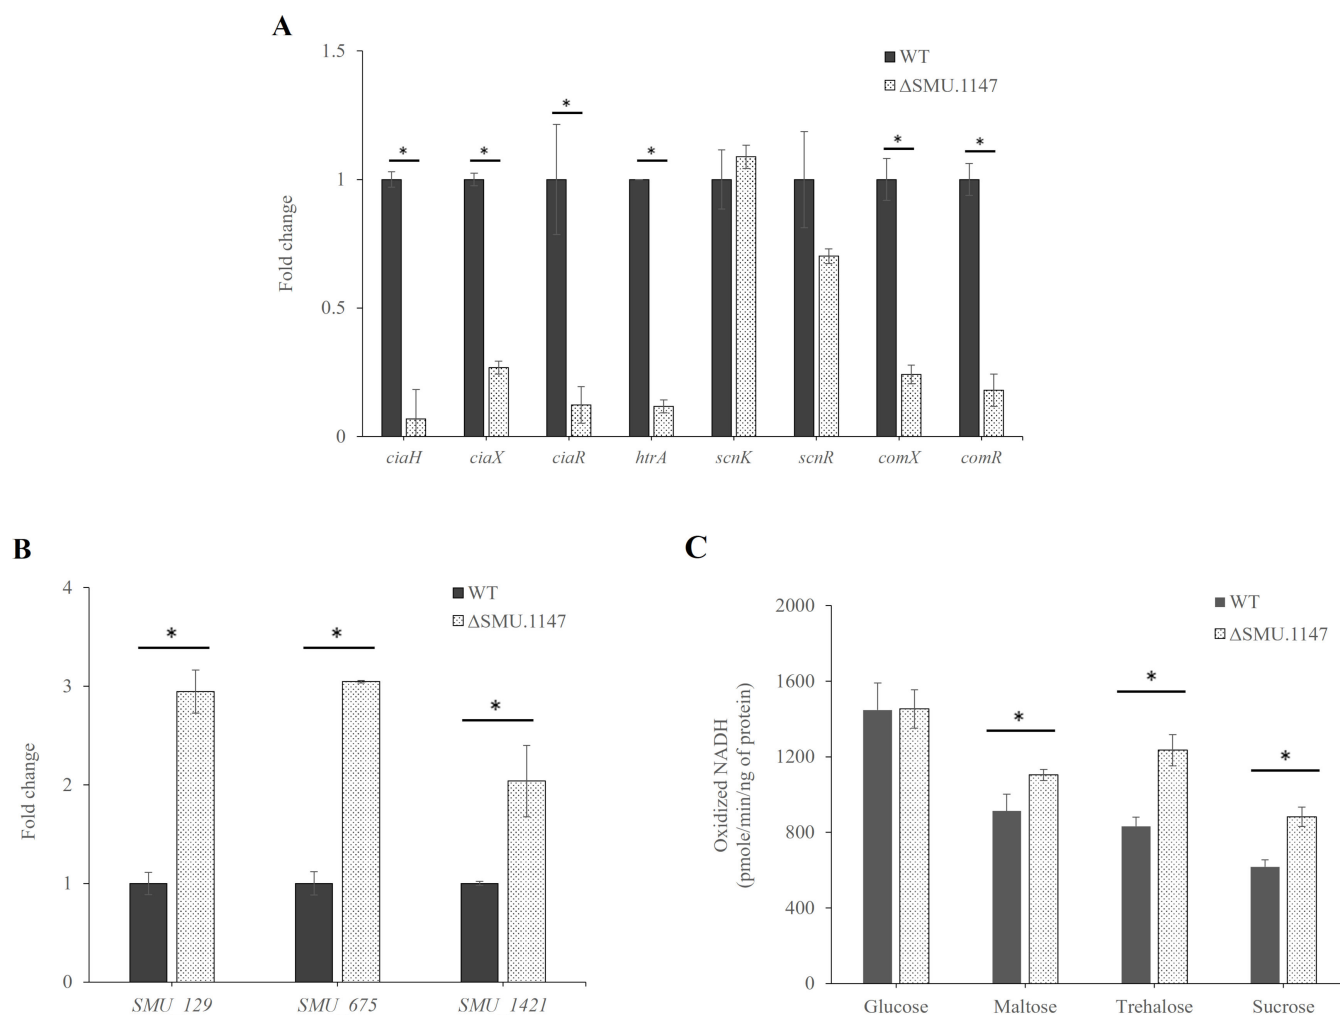 A
1.5
1
0.5
0
Fold change
WT
ΔSMU.1147
* * * * * *
ciaH ciaX ciaR htrA scnK scnR comX comR
B
4
3
2
1
0
Fold change
WT
ΔSMU.1147
* * *
SMU_129 SMU_675 SMU_1421
C
2000
1600
1200
800
400
0
Oxidized NADH
(pmole/min/ng of protein)
WT
ΔSMU.1147
* * *
Glucose Maltose Trehalose Sucrose